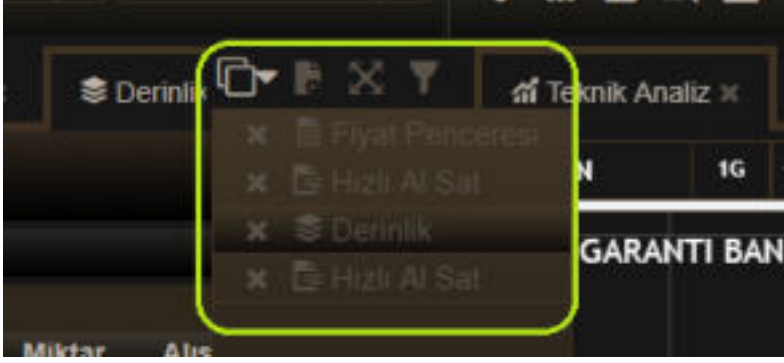 Derinlik
Teknik Analiz
Fiyat Penceresi
Hızlı Al Sat
N 1G
Derinlik
GARANTI BAN
Hızlı Al Sat
Miktar Alış